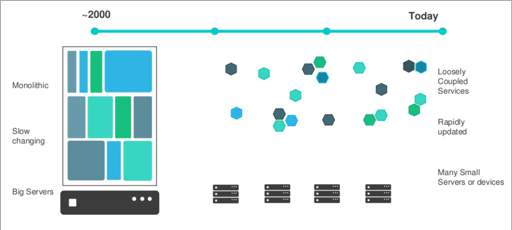 ~2000
Today
Monolithic
Slow
changing
Big Servers
Loosely
Coupled
Services
Rapidly
updated
Many Small
Servers or devices